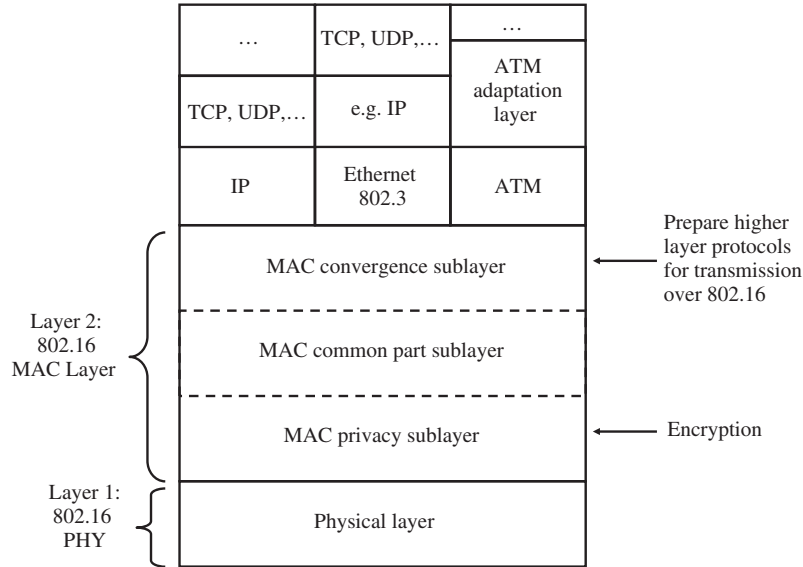 …
TCP, UDP,…
…
TCP, UDP,…
e.g. IP
ATM
adaptation
layer
IP
Ethernet
802.3
ATM
MAC convergence sublayer
Prepare higher
layer protocols
for transmission
over 802.16
Layer 2:
802.16
MAC Layer
MAC common part sublayer
MAC privacy sublayer
Encryption
Layer 1:
802.16
PHY
Physical layer